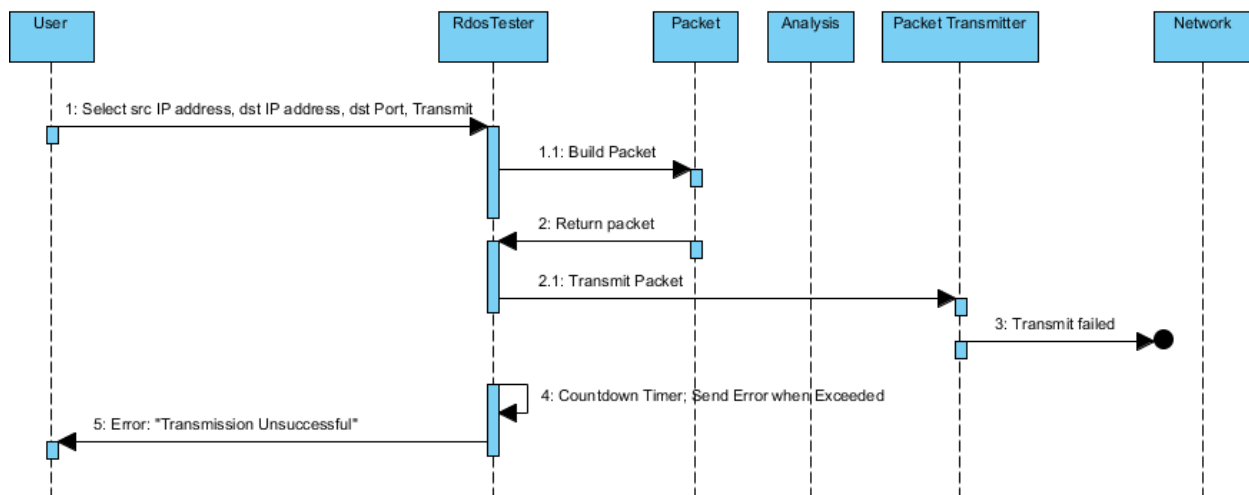 User
RdosTester
Packet
Analysis
Packet Transmitter
Network
1: Select src IP address, dst IP address, dst Port, Transmit
1.1: Build Packet
2: Return packet
2.1: Transmit Packet
3: Transmit failed
4: Countdown Timer; Send Error when Exceeded
5: Error: "Transmission Unsuccessful"